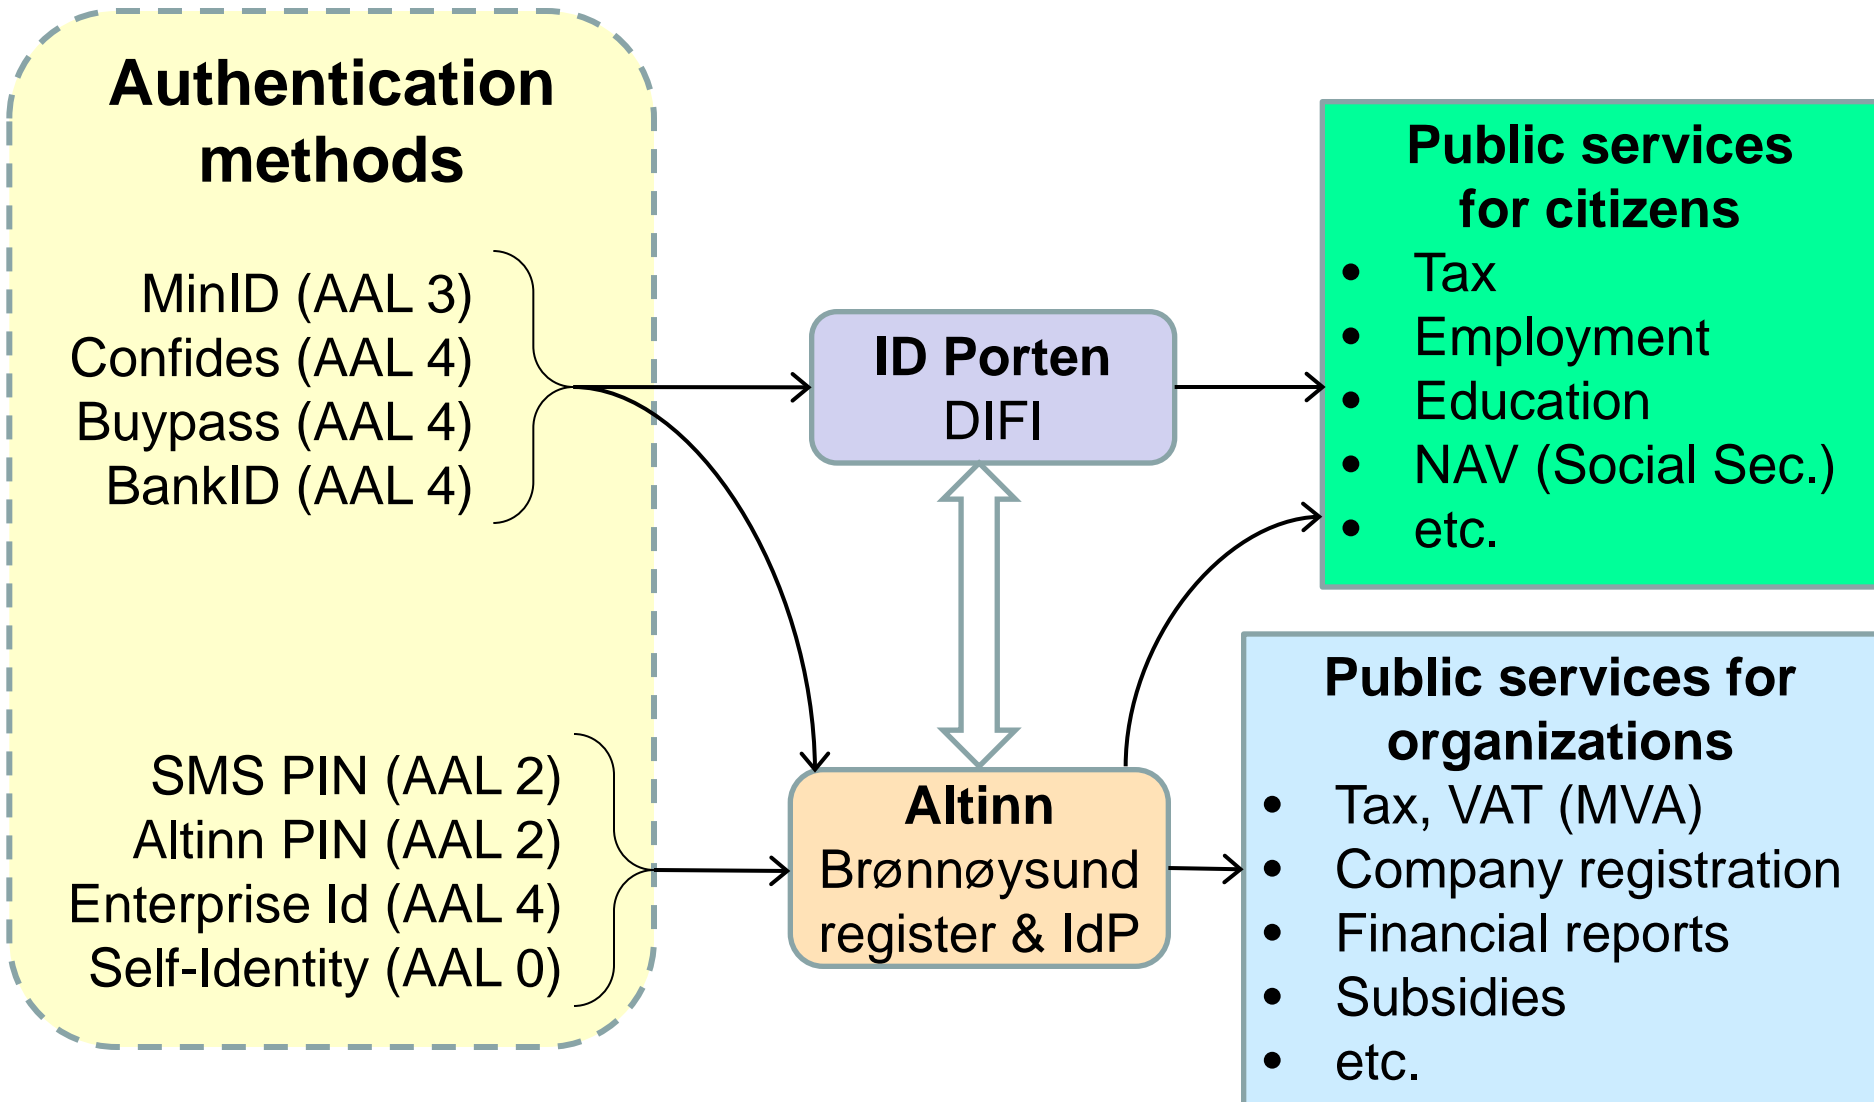 Authentication
methods
MinID (AAL 3)
Confides (AAL 4)
Buypass (AAL 4)
BankID (AAL 4)
SMS PIN (AAL 2)
Altinn PIN (AAL 2)
Enterprise Id (AAL 4)
Self-Identity (AAL 0)
ID Porten
DIFI
Altinn
Brønnøysund
register & IdP
Public services
for citizens
• Tax
• Employment
• Education
• NAV (Social Sec.)
• etc.
Public services for
organizations
• Tax, VAT (MVA)
• Company registration
• Financial reports
• Subsidies
• etc.